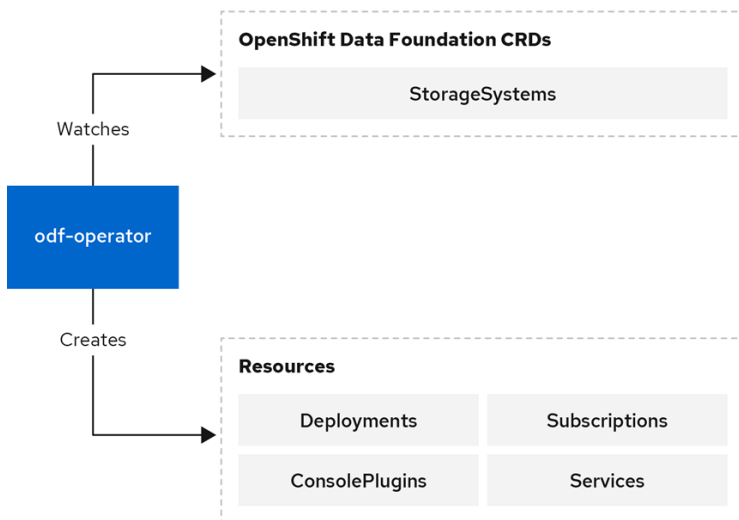 OpenShift Data Foundation CRDs
StorageSystems
Watches
odf-operator
Creates
Resources
Deployments
Subscriptions
ConsolePlugins
Services